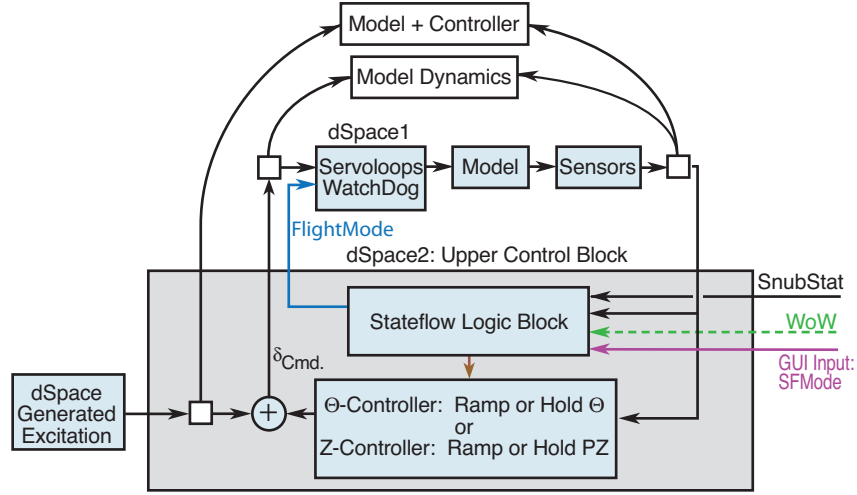 Model + Controller
Model Dynamics
dSpace1
Servoloops
WatchDog
Model
Sensors
FlightMode
dSpace2: Upper Control Block
SnubStat
Stateflow Logic Block
WoW
GUI Input:
SFMode
δCmd.
dSpace
Generated
Excitation
+
Θ-Controller: Ramp or Hold Θ
or
Z-Controller: Ramp or Hold PZ